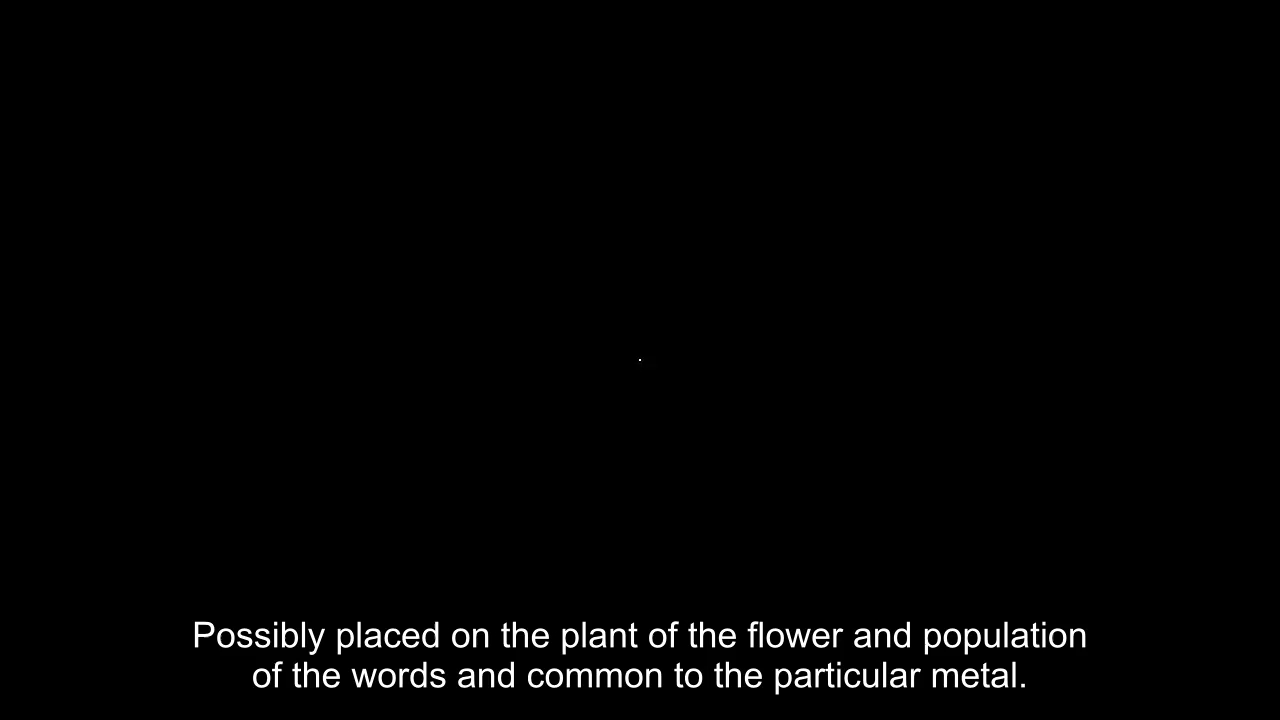 Possibly placed on the plant of the flower and population
of the words and common to the particular metal.